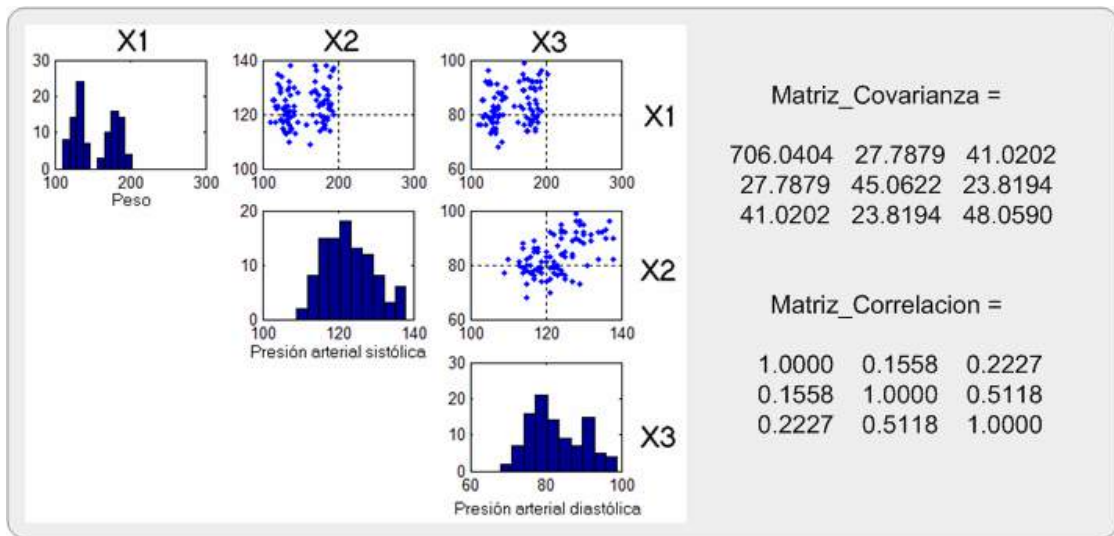 X1 X2 X3
30
20
10
0
100 200 300
Peso
140
120
100
100 200 300
100
80
60
100 200 300
X1
20
10
0
100 120 140
Presión arterial sistólica
100
80
60
100 120 140
X2
30
20
10
0
60 80 100
Presión arterial diastólica
X3
Matriz_Covarianza =
706.0404 27.7879 41.0202
27.7879 45.0622 23.8194
41.0202 23.8194 48.0590
Matriz_Correlacion =
1.0000 0.1558 0.2227
0.1558 1.0000 0.5118
0.2227 0.5118 1.0000